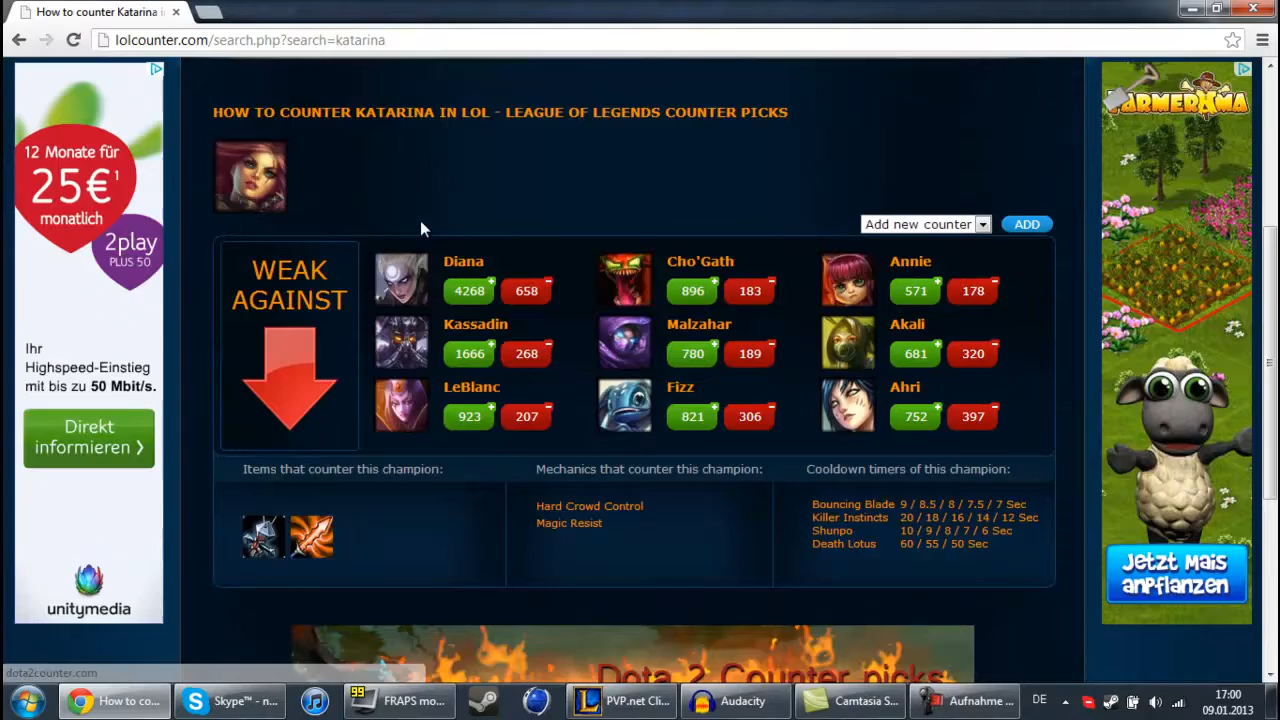 How to counter Katarina i
lolcounter.com/search.php?search=katarina
12 Monate für
25€¹
monatlich
2play
PLUS 50
Ihr
Highspeed-Einstieg
mit bis zu 50 Mbit/s.
Direkt
informieren
unitymedia
HOW TO COUNTER KATARINA IN LOL - LEAGUE OF LEGENDS COUNTER PICKS
Add new counter
ADD
WEAK
AGAINST
Diana
4268 + 658 -
Cho'Gath
896 + 183 -
Annie
571 + 178 -
Kassadin
1666 + 268 -
Malzahar
780 + 189 -
Akali
681 + 320 -
LeBlanc
923 + 207 -
Fizz
821 + 306 -
Ahri
752 + 397 -
Items that counter this champion:
Mechanics that counter this champion:
Hard Crowd Control
Magic Resist
Cooldown timers of this champion:
Bouncing Blade 9 / 8.5 / 8 / 7.5 / 7 Sec
Killer Instincts 20 / 18 / 16 / 14 / 12 Sec
Shunpo 10 / 9 / 8 / 7 / 6 Sec
Death Lotus 60 / 55 / 50 Sec
Dota 2 Counter picks
FARMERAMA
Jetzt Mais
anpflanzen
dota2counter.com
How to co...
Skype™ - n...
99
FRAPS mo...
PVP.net Cli...
Audacity
Camtasia S...
Aufnahme ...
DE
17:00
09.01.2013